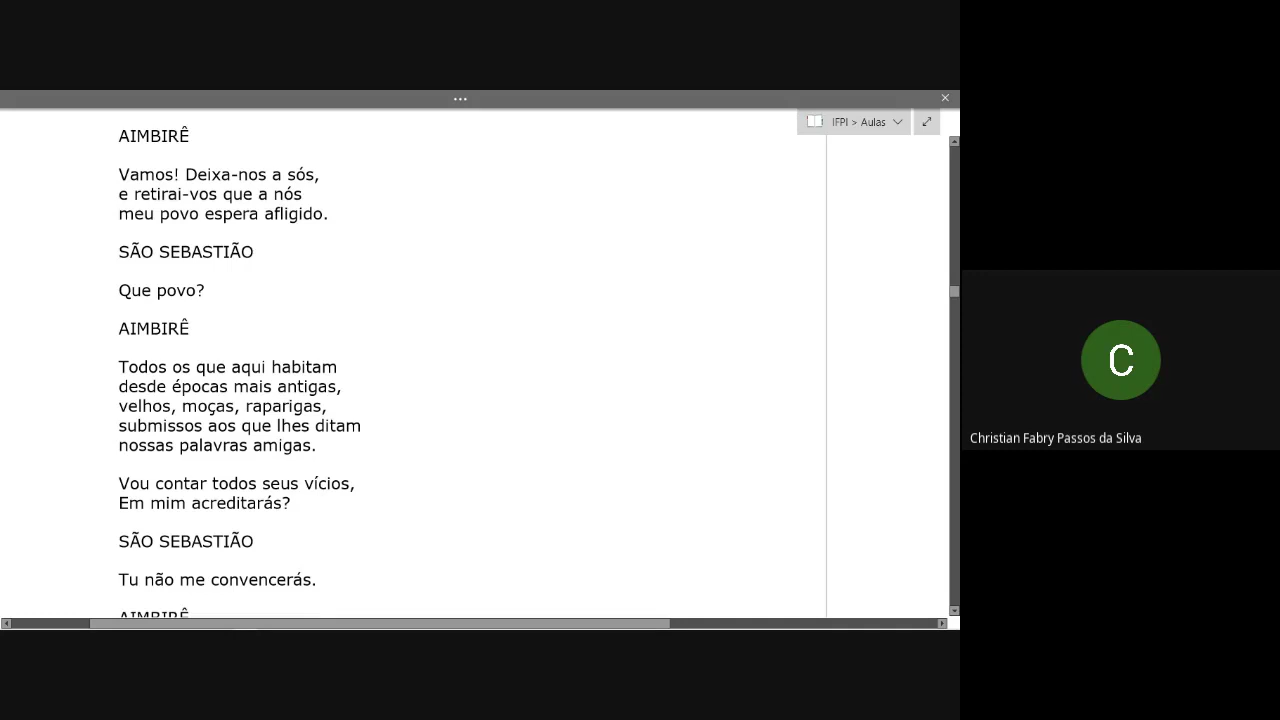 IFPI > Aulas
AIMBIRÊ
Vamos! Deixa-nos a sós,
e retirai-vos que a nós
meu povo espera afligido.
SÃO SEBASTIÃO
Que povo?
AIMBIRÊ
Todos os que aqui habitam
desde épocas mais antigas,
velhos, moças, raparigas,
submissos aos que lhes ditam
nossas palavras amigas.
Vou contar todos seus vícios,
Em mim acreditarás?
SÃO SEBASTIÃO
Tu não me convencerás.
AIMBIRÊ
C
Christian Fabry Passos da Silva